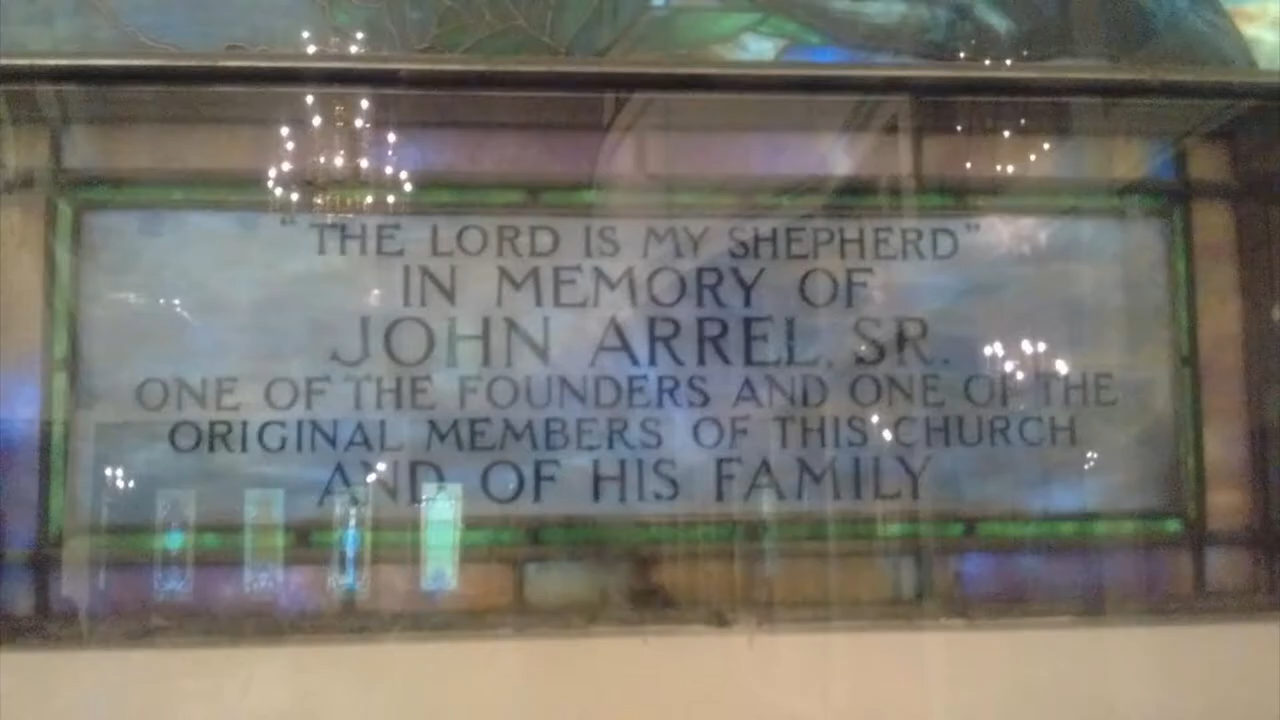 "THE LORD IS MY SHEPHERD"
IN MEMORY OF
JOHN ARREL, SR.
ONE OF THE FOUNDERS AND ONE OF THE
ORIGINAL MEMBERS OF THIS CHURCH
AND OF HIS FAMILY